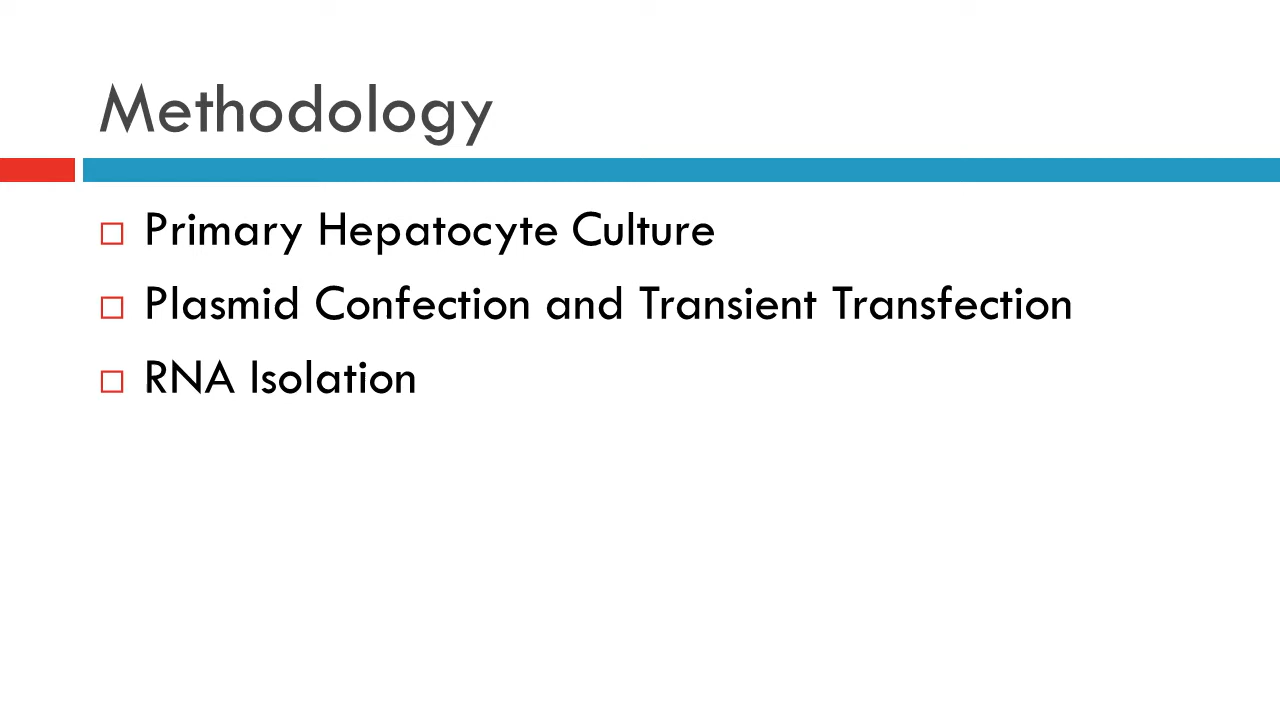 Methodology
Primary Hepatocyte Culture
Plasmid Confection and Transient Transfection
RNA Isolation